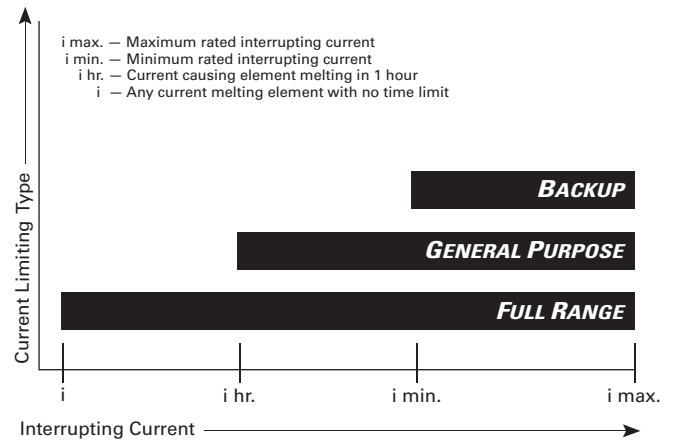 i max. — Maximum rated interrupting current
i min. — Minimum rated interrupting current
i hr. — Current causing element melting in 1 hour
i — Any current melting element with no time limit
Current Limiting Type
BACKUP
GENERAL PURPOSE
FULL RANGE
i i hr. i min. i max.
Interrupting Current